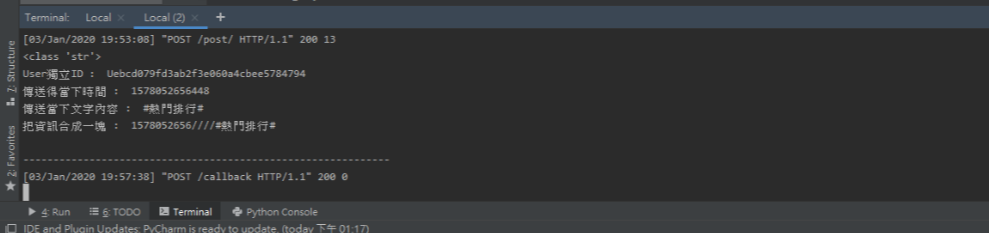 Terminal: Local × Local (2) × +
[03/Jan/2020 19:53:08] "POST /post/ HTTP/1.1" 200 13
<class 'str'>
User獨立ID : Uebcd079fd3ab2f3e060a4cbee5784794
傳送得當下時間 : 1578052656448
傳送當下文字內容 : #熱門排行#
把資訊合成一塊 : 1578052656////#熱門排行#
------------------------------------------------------------
[03/Jan/2020 19:57:38] "POST /callback HTTP/1.1" 200 0
Z: Structure
2: Favorites
4: Run 6: TODO Terminal Python Console
IDE and Plugin Updates: PyCharm is ready to update. (today 下午 01:17)